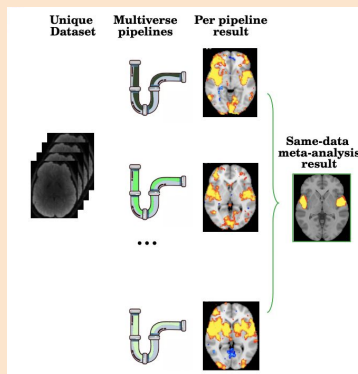 Unique
Dataset
Multiverse
pipelines
Per pipeline
result
Same-data
meta-analysis
result
...